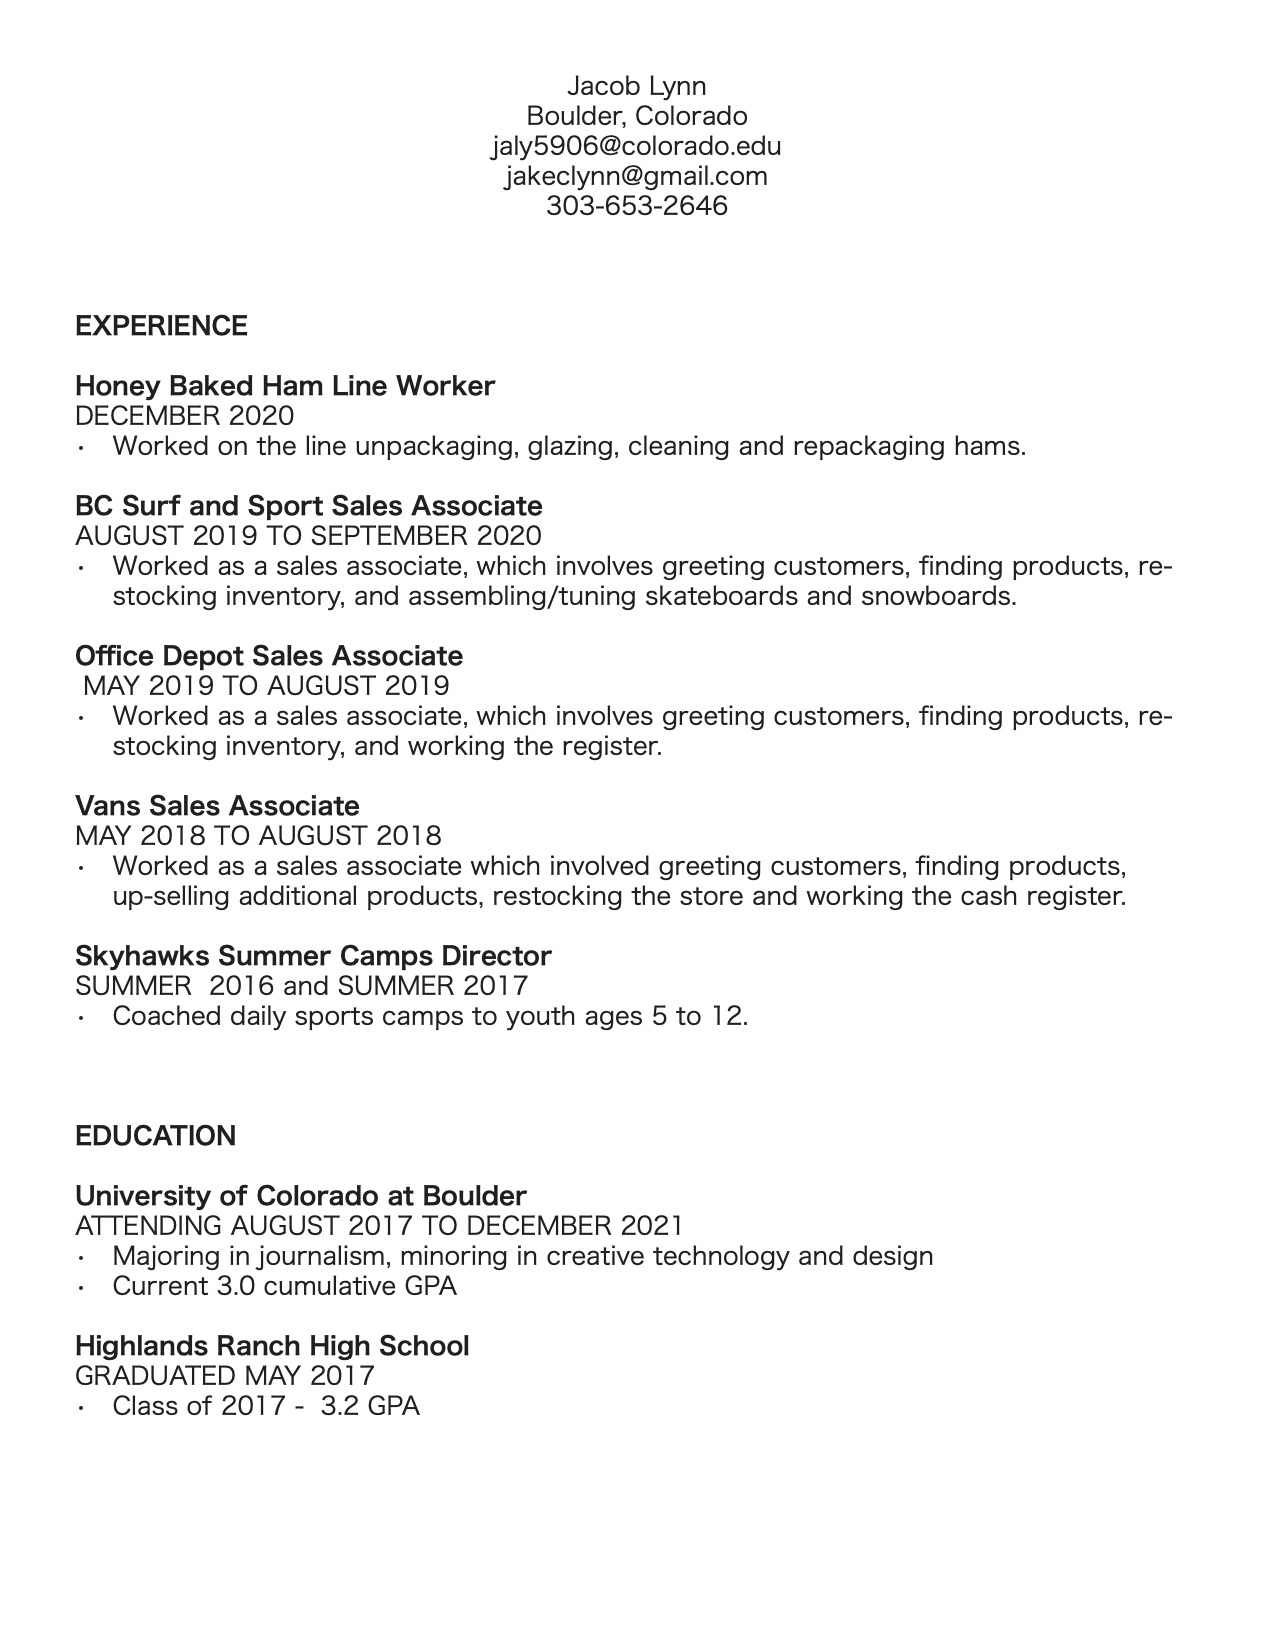 Jacob Lynn
Boulder, Colorado
jaly5906@colorado.edu
jakeclynn@gmail.com
303-653-2646
EXPERIENCE
Honey Baked Ham Line Worker
DECEMBER 2020
• Worked on the line unpackaging, glazing, cleaning and repackaging hams.
BC Surf and Sport Sales Associate
AUGUST 2019 TO SEPTEMBER 2020
• Worked as a sales associate, which involves greeting customers, finding products, re-
stocking inventory, and assembling/tuning skateboards and snowboards.
Office Depot Sales Associate
MAY 2019 TO AUGUST 2019
• Worked as a sales associate, which involves greeting customers, finding products, re-
stocking inventory, and working the register.
Vans Sales Associate
MAY 2018 TO AUGUST 2018
• Worked as a sales associate which involved greeting customers, finding products,
up-selling additional products, restocking the store and working the cash register.
Skyhawks Summer Camps Director
SUMMER  2016 and SUMMER 2017
• Coached daily sports camps to youth ages 5 to 12.
EDUCATION
University of Colorado at Boulder
ATTENDING AUGUST 2017 TO DECEMBER 2021
• Majoring in journalism, minoring in creative technology and design
• Current 3.0 cumulative GPA
Highlands Ranch High School
GRADUATED MAY 2017
• Class of 2017 -  3.2 GPA